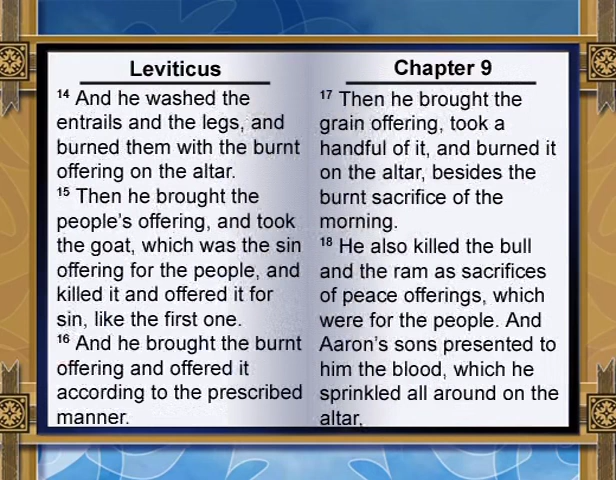 Leviticus
14 And he washed the
entrails and the legs, and
burned them with the burnt
offering on the altar.
15 Then he brought the
people's offering, and took
the goat, which was the sin
offering for the people, and
killed it and offered it for
sin, like the first one.
16 And he brought the burnt
offering and offered it
according to the prescribed
manner.
Chapter 9
17 Then he brought the
grain offering, took a
handful of it, and burned it
on the altar, besides the
burnt sacrifice of the
morning.
18 He also killed the bull
and the ram as sacrifices
of peace offerings, which
were for the people. And
Aaron's sons presented to
him the blood, which he
sprinkled all around on the
altar,